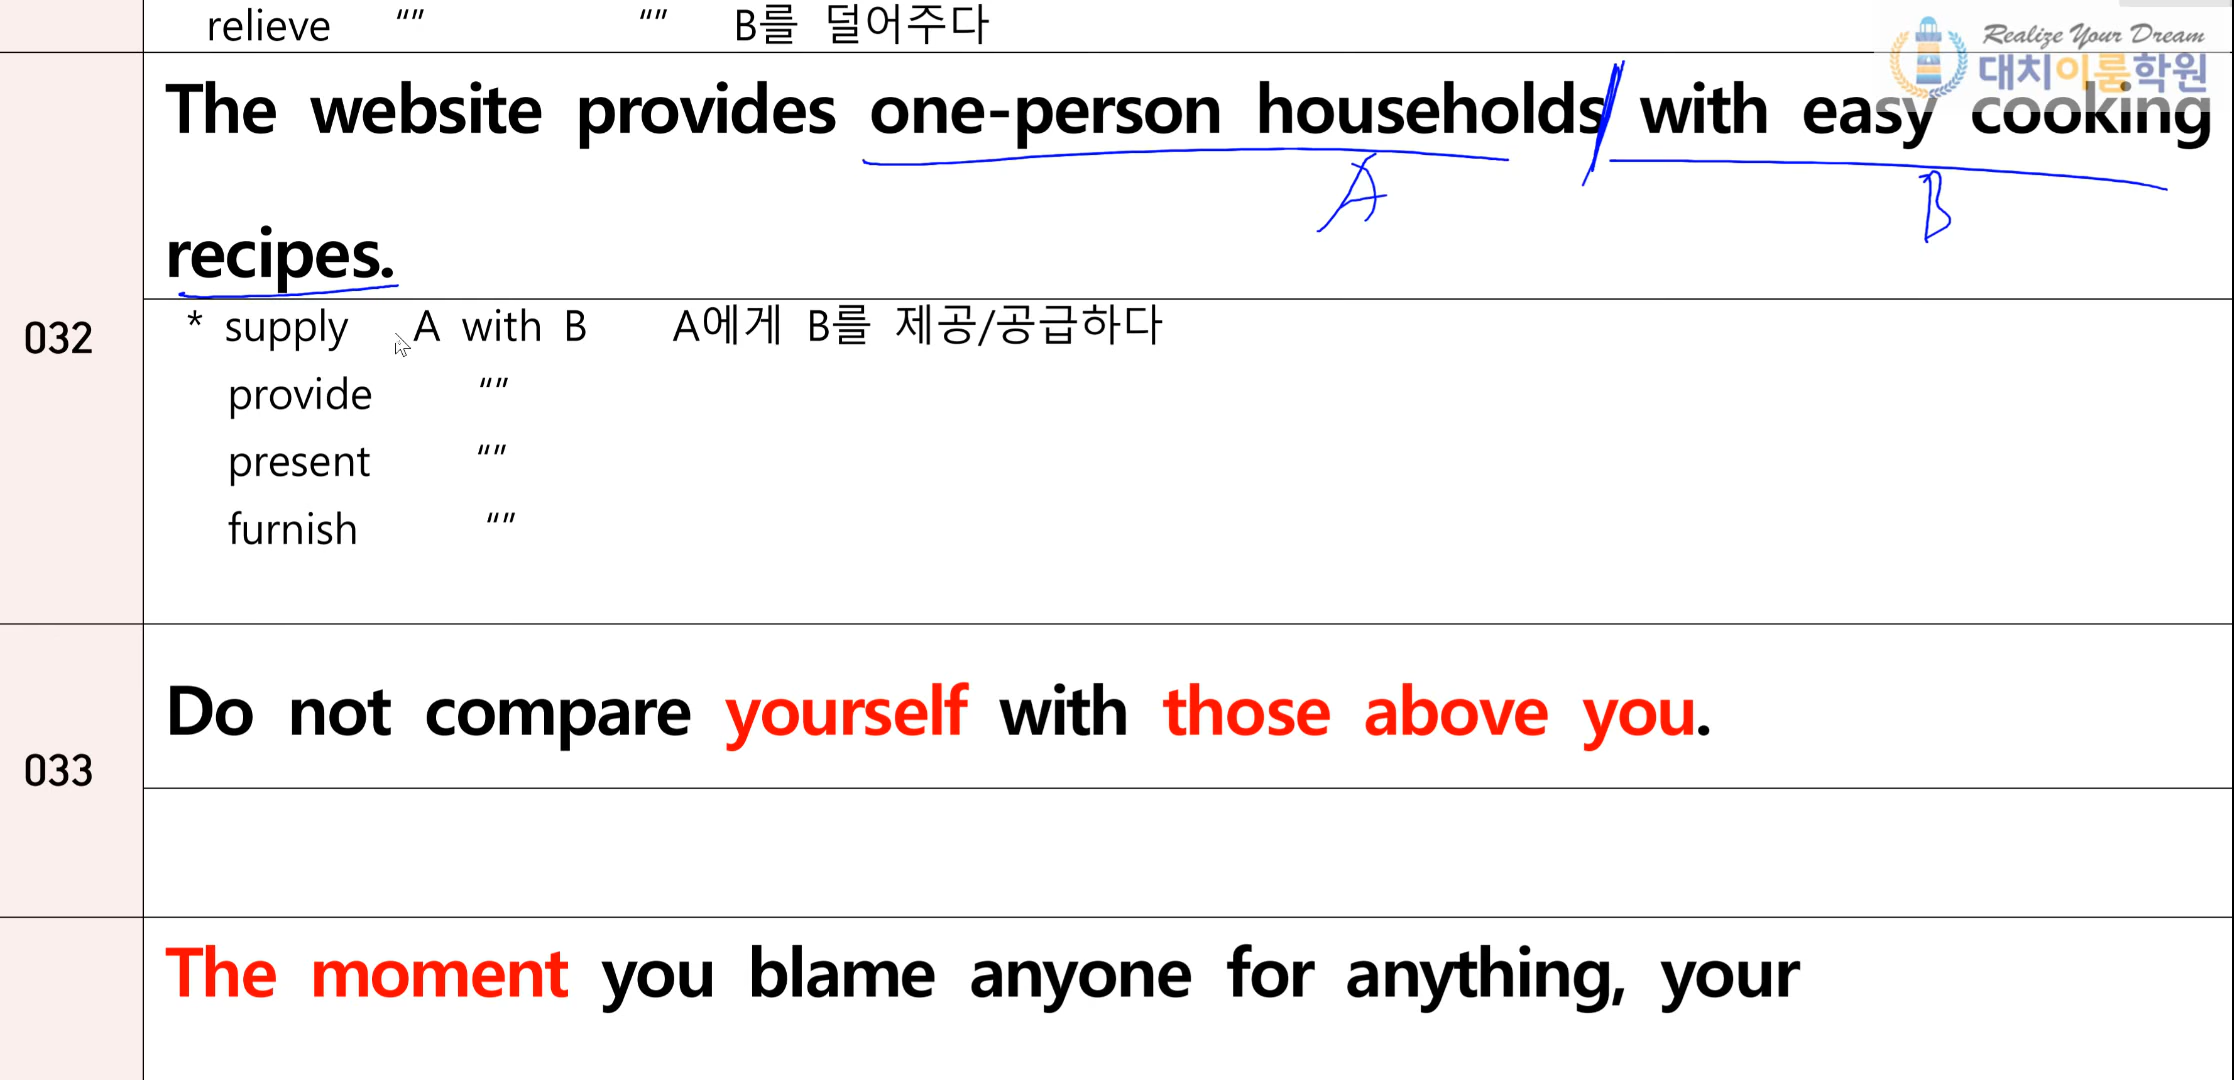 relieve "" "" B를 덜어주다
Realize Your Dream
대치이룸학원
The website provides one-person households/ with easy cooking
A B
recipes.
032
* supply A with B A에게 B를 제공/공급하다
provide ""
present ""
furnish ""
Do not compare yourself with those above you.
033
The moment you blame anyone for anything, your